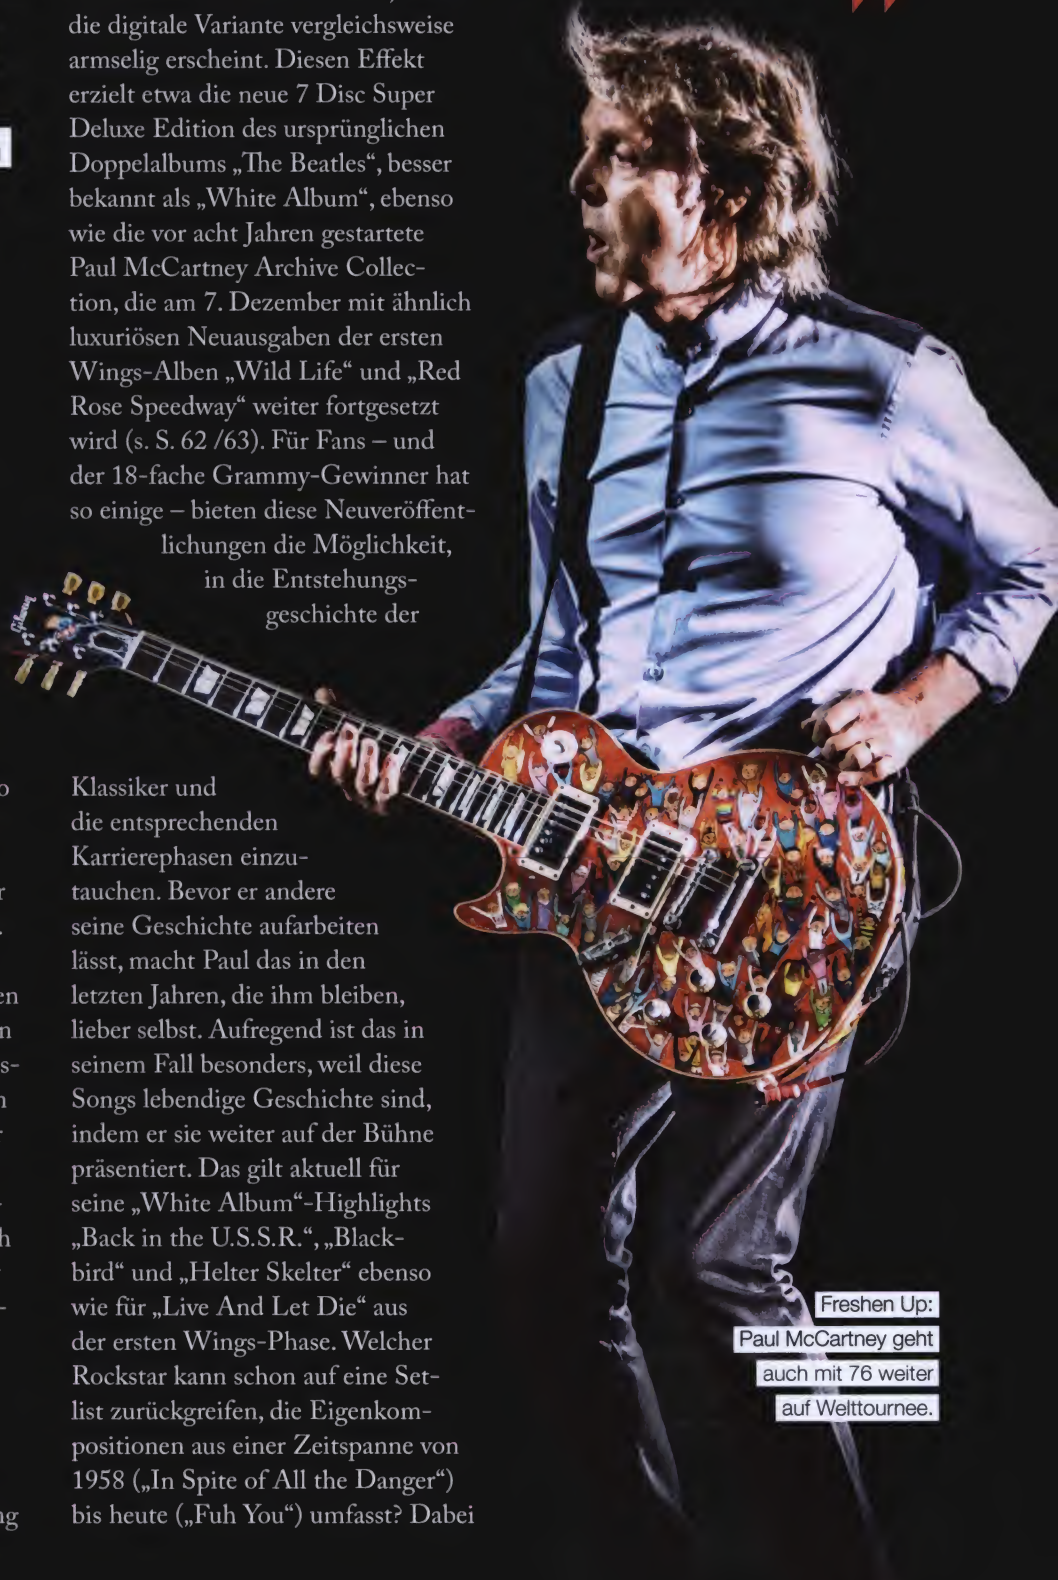 die digitale Variante vergleichsweise
armselig erscheint. Diesen Effekt
erzielt etwa die neue 7 Disc Super
Deluxe Edition des ursprünglichen
Doppelalbums „The Beatles“, besser
bekannt als „White Album“, ebenso
wie die vor acht Jahren gestartete
Paul McCartney Archive Collec-
tion, die am 7. Dezember mit ähnlich
luxuriösen Neuausgaben der ersten
Wings-Alben „Wild Life“ und „Red
Rose Speedway“ weiter fortgesetzt
wird (s. S. 62 /63). Für Fans – und
der 18-fache Grammy-Gewinner hat
so einige – bieten diese Neuveröffent-
lichungen die Möglichkeit,
in die Entstehungs-
geschichte der
Gibson
Klassiker und
die entsprechenden
Karrierephasen einzu-
tauchen. Bevor er andere
seine Geschichte aufarbeiten
lässt, macht Paul das in den
letzten Jahren, die ihm bleiben,
lieber selbst. Aufregend ist das in
seinem Fall besonders, weil diese
Songs lebendige Geschichte sind,
indem er sie weiter auf der Bühne
präsentiert. Das gilt aktuell für
seine „White Album“-Highlights
„Back in the U.S.S.R.“, „Black-
bird“ und „Helter Skelter“ ebenso
wie für „Live And Let Die“ aus
der ersten Wings-Phase. Welcher
Rockstar kann schon auf eine Set-
list zurückgreifen, die Eigenkom-
positionen aus einer Zeitspanne von
1958 („In Spite of All the Danger“)
bis heute („Fuh You“) umfasst? Dabei
Freshen Up:
Paul McCartney geht
auch mit 76 weiter
auf Welttournee.